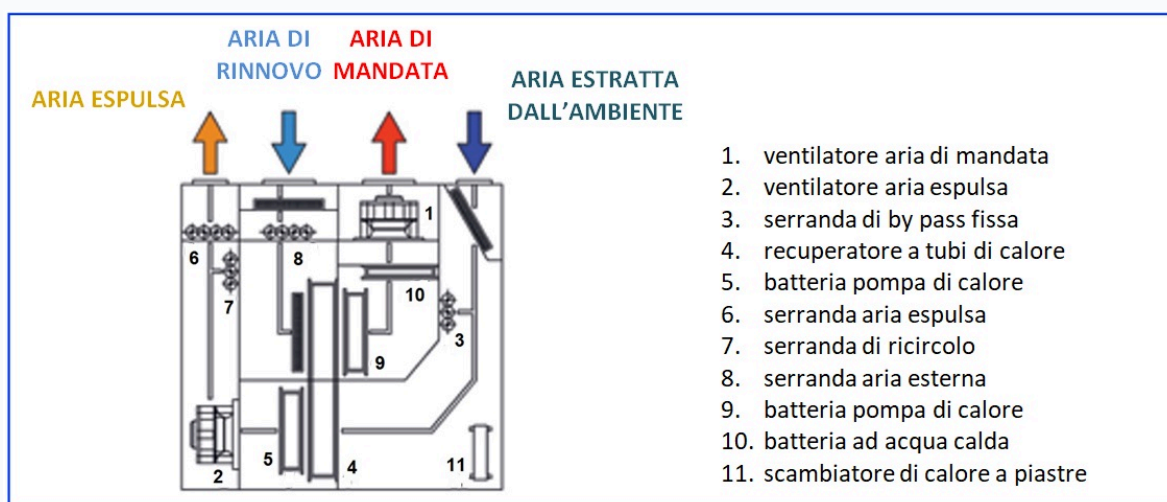 ARIA DI
RINNOVO
ARIA DI
MANDATA
ARIA ESPULSA
ARIA ESTRATTA
DALL’AMBIENTE
1
6
8
7
10
3
9
5
4
11
2
1. ventilatore aria di mandata
2. ventilatore aria espulsa
3. serranda di by pass fissa
4. recuperatore a tubi di calore
5. batteria pompa di calore
6. serranda aria espulsa
7. serranda di ricircolo
8. serranda aria esterna
9. batteria pompa di calore
10. batteria ad acqua calda
11. scambiatore di calore a piastre